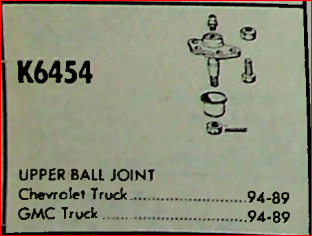 K6454
UPPER BALL JOINT
Chevrolet Truck ........................94-89
GMC Truck .............................94-89